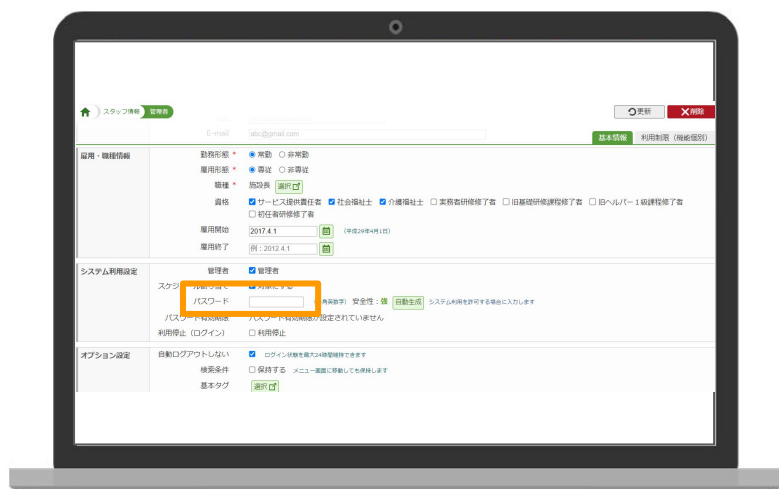 スタッフ情報 管理者 更新 削除
E-mail abc@gmail.com
基本情報 利用制限（機能個別）
雇用・職種情報 勤務形態 * 常勤 非常勤
雇用形態 * 専従 非専従
職種 * 施設長 選択
資格 サービス提供責任者 社会福祉士 介護福祉士 実務者研修修了者 旧基礎研修課程修了者 旧ヘルパー１級課程修了者
初任者研修修了者
雇用開始 2017.4.1 （平成29年4月1日）
雇用終了 例：2012.4.1
システム利用設定 管理者 管理者
スケジ
パスワード 角英数字） 安全性：強 自動生成 システム利用を許可する場合に入力します
設定されていません
利用停止（ログイン） 利用停止
オプション設定 自動ログアウトしない ログイン状態を最大24時間維持できます
検索条件 保持する メニュー画面に移動しても保持します
基本タグ 選択